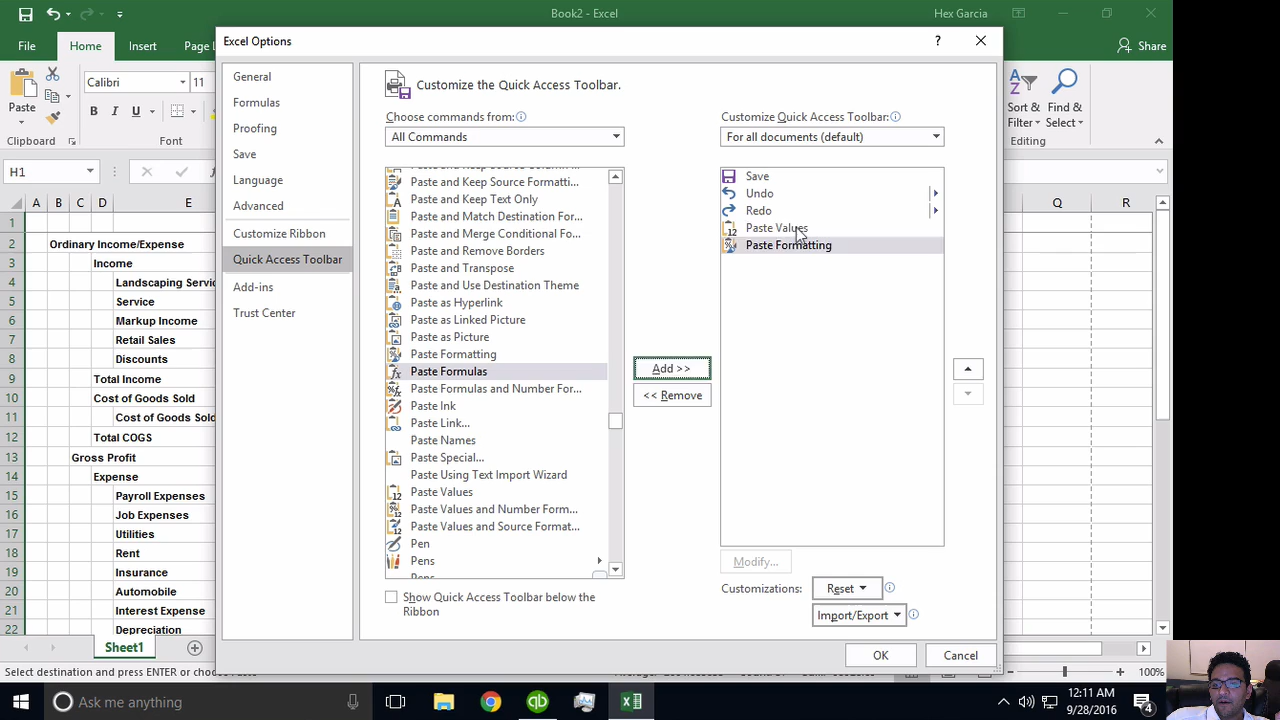 Book2 - Excel
Hex Garcia
File
Home
Insert
Page L
Share
Excel Options
?
Paste
Clipboard
Calibri
11
B I U
Font
Sort & Filter
Find & Select
Editing
H1
General
Formulas
Proofing
Save
Language
Advanced
Customize Ribbon
Quick Access Toolbar
Add-ins
Trust Center
Customize the Quick Access Toolbar.
Choose commands from:
All Commands
Paste and Keep Source Formatti...
Paste and Keep Text Only
Paste and Match Destination For...
Paste and Merge Conditional Fo...
Paste and Remove Borders
Paste and Transpose
Paste and Use Destination Theme
Paste as Hyperlink
Paste as Linked Picture
Paste as Picture
Paste Formatting
Paste Formulas
Paste Formulas and Number For...
Paste Ink
Paste Link...
Paste Names
Paste Special...
Paste Using Text Import Wizard
Paste Values
Paste Values and Number Form...
Paste Values and Source Format...
Pen
Pens
Show Quick Access Toolbar below the
Ribbon
Add >>
<< Remove
Customize Quick Access Toolbar:
For all documents (default)
Save
Undo
Redo
Paste Values
Paste Formatting
Modify...
Customizations:
Reset
Import/Export
OK
Cancel
A B C D E Q R
1
2 Ordinary Income/Expense
3 Income
4 Landscaping Servic
5 Service
6 Markup Income
7 Retail Sales
8 Discounts
9 Total Income
10 Cost of Goods Sold
11 Cost of Goods Sold
12 Total COGS
13 Gross Profit
14 Expense
15 Payroll Expenses
16 Job Expenses
17 Utilities
18 Rent
19 Insurance
20 Automobile
21 Interest Expense
22 Depreciation
Sheet1
Select destination and press ENTER or choose Paste
100%
Ask me anything
12:11 AM
9/28/2016
4